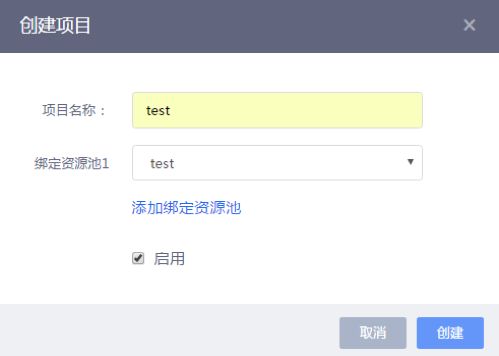 创建项目 ×
项目名称： test
绑定资源池1 test
添加绑定资源池
启用
取消 创建